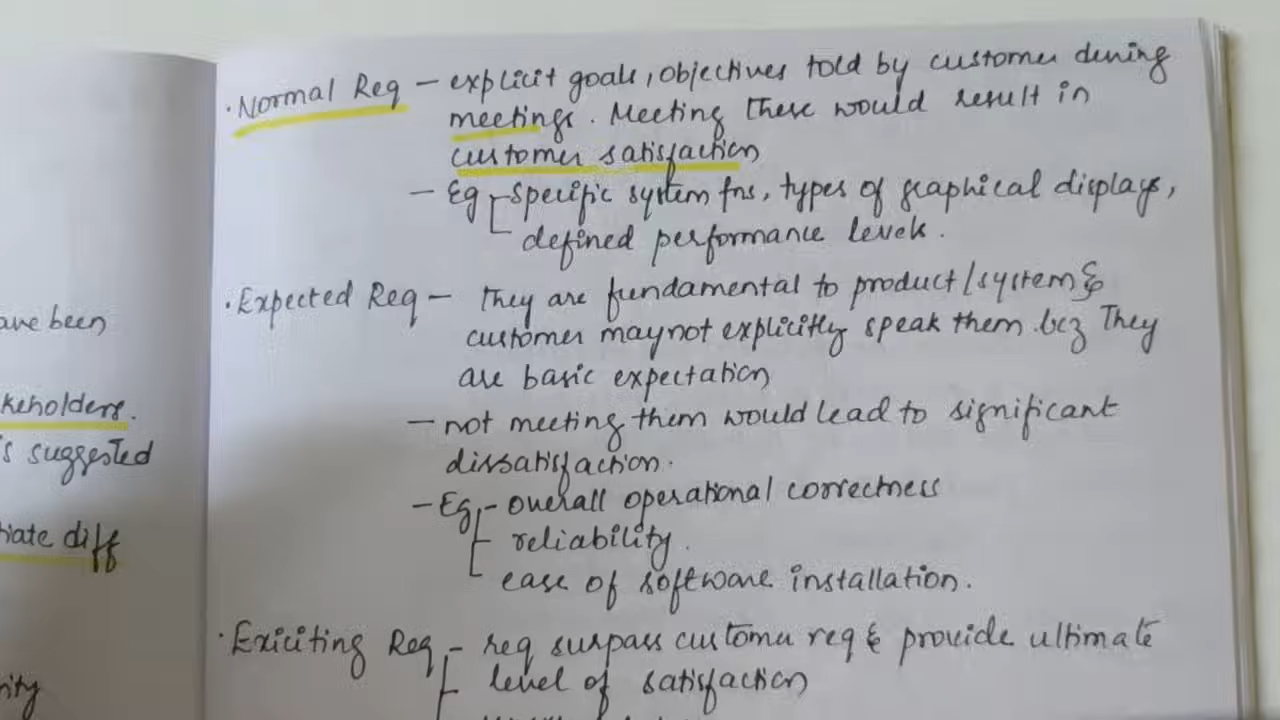 ave been
keholders.
's suggested
iate diff
rity
• Normal Req – explicit goals, objectives told by customer during
meetings. Meeting these would result in
customer satisfaction
– Eg – specific system fns, types of graphical displays,
defined performance levels.
• Expected Req – They are fundamental to product/system &
customer may not explicitly speak them bcz They
are basic expectation
– not meeting them would lead to significant
dissatisfaction.
– Eg – overall operational correctness
– reliability.
– ease of software installation.
• Exiciting Req – req surpass customer req & provide ultimate
– level of satisfaction